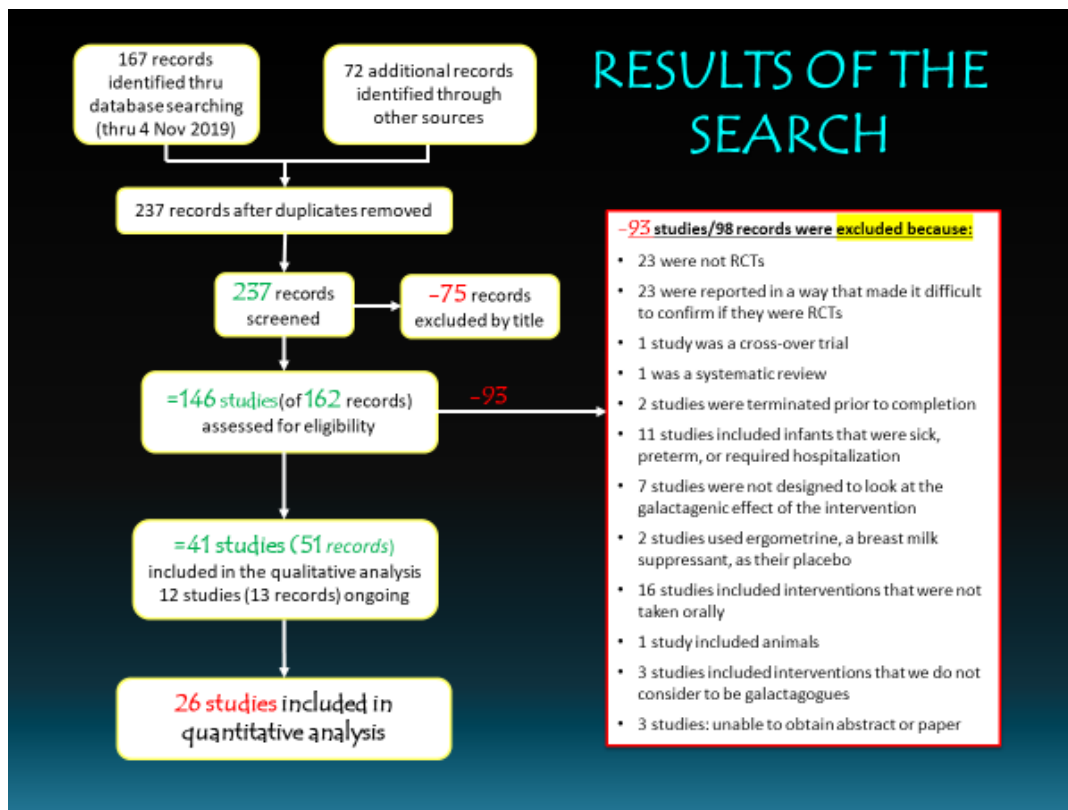 RESULTS OF THE
SEARCH
167 records
identified thru
database searching
(thru 4 Nov 2019)
72 additional records
identified through
other sources
237 records after duplicates removed
237 records
screened
-75 records
excluded by title
=146 studies(of 162 records)
assessed for eligibility
-93
=41 studies (51 records)
included in the qualitative analysis
12 studies (13 records) ongoing
26 studies included in
quantitative analysis
-93 studies/98 records were excluded because:
• 23 were not RCTs
• 23 were reported in a way that made it difficult
to confirm if they were RCTs
• 1 study was a cross-over trial
• 1 was a systematic review
• 2 studies were terminated prior to completion
• 11 studies included infants that were sick,
preterm, or required hospitalization
• 7 studies were not designed to look at the
galactagenic effect of the intervention
• 2 studies used ergometrine, a breast milk
suppressant, as their placebo
• 16 studies included interventions that were not
taken orally
• 1 study included animals
• 3 studies included interventions that we do not
consider to be galactagogues
• 3 studies: unable to obtain abstract or paper